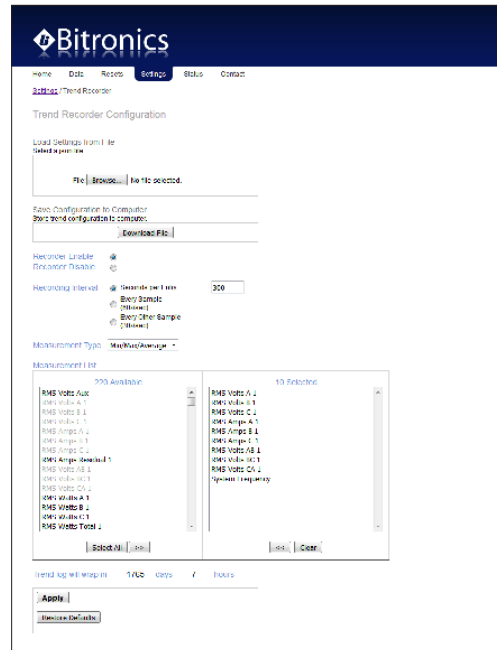 Bitronics
Home Data Resets Settings Status Contact
Settings / Trend Recorder
Trend Recorder Configuration
Load Settings from File
Select a json file
File Browse... No file selected.
Save Configuration to Computer
Store trend configuration to computer.
Download File
Recorder Enable
Recorder Disable
Recording Interval Seconds per Entry 300
Every Sample
Every Other Sample
Measurement Type Min/Max/Average
Measurement List
220 Available
RMS Volts Aux
RMS Volts A 1
RMS Volts B 1
RMS Volts C 1
RMS Amps A 1
RMS Amps B 1
RMS Amps C 1
RMS Amps Residual 1
RMS Volts AB 1
RMS Volts BC 1
RMS Volts CA 1
RMS Watts A 1
RMS Watts B 1
RMS Watts C 1
RMS Watts Total 1
Select All >>
10 Selected
RMS Volts A 1
RMS Volts B 1
RMS Volts C 1
RMS Amps A 1
RMS Amps B 1
RMS Amps C 1
RMS Volts AB 1
RMS Volts BC 1
RMS Volts CA 1
System Frequency
<< Clear
Trend log will wrap in 1765 days 7 hours
Apply
Restore Defaults